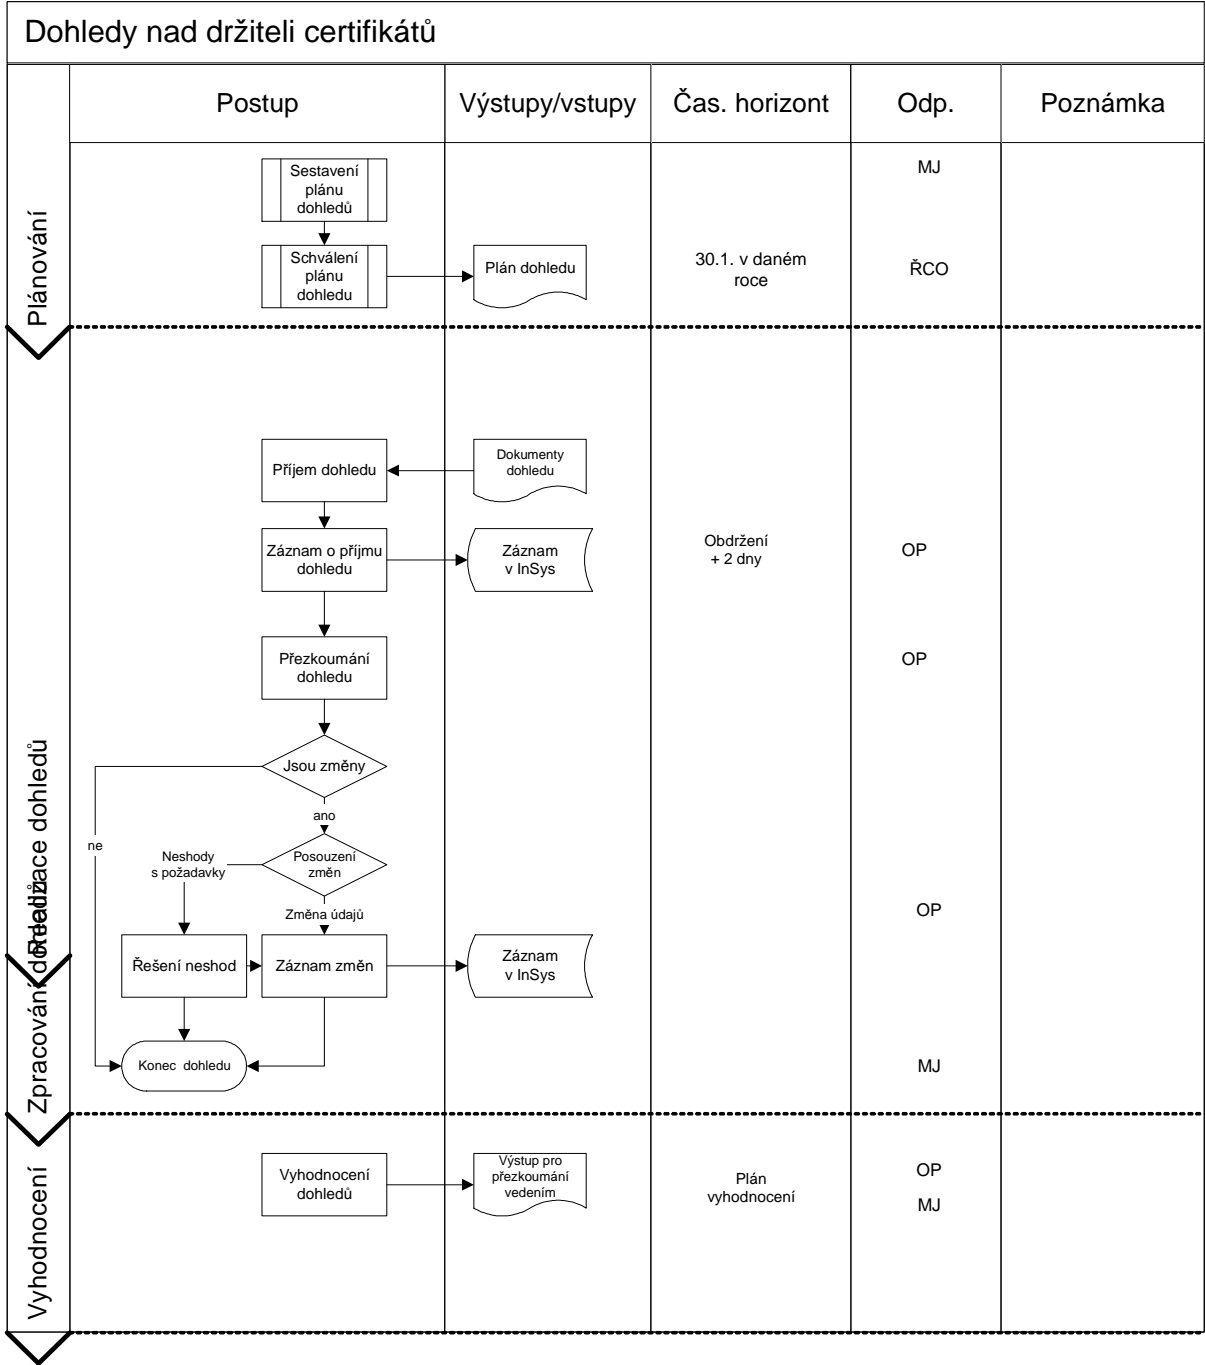 Dohledy nad držiteli certifikátů
Postup
Výstupy/vstupy
Čas. horizont
Odp.
Poznámka
Plánování
Sestavení
plánu
dohledů
MJ
Schválení
plánu
dohledu
Plán dohledu
30.1. v daném
roce
ŘCO
Realizace dohledů
Příjem dohledu
Dokumenty
dohledu
Záznam o příjmu
dohledu
Záznam
v InSys
Obdržení
+ 2 dny
OP
Přezkoumání
dohledu
OP
Jsou změny
ano
ne
Neshody
s požadavky
Posouzení
změn
Změna údajů
OP
Zpracování dohledů
Řešení neshod
Záznam změn
Záznam
v InSys
Konec dohledu
MJ
Vyhodnocení
Vyhodnocení
dohledů
Výstup pro
přezkoumání
vedením
Plán
vyhodnocení
OP
MJ